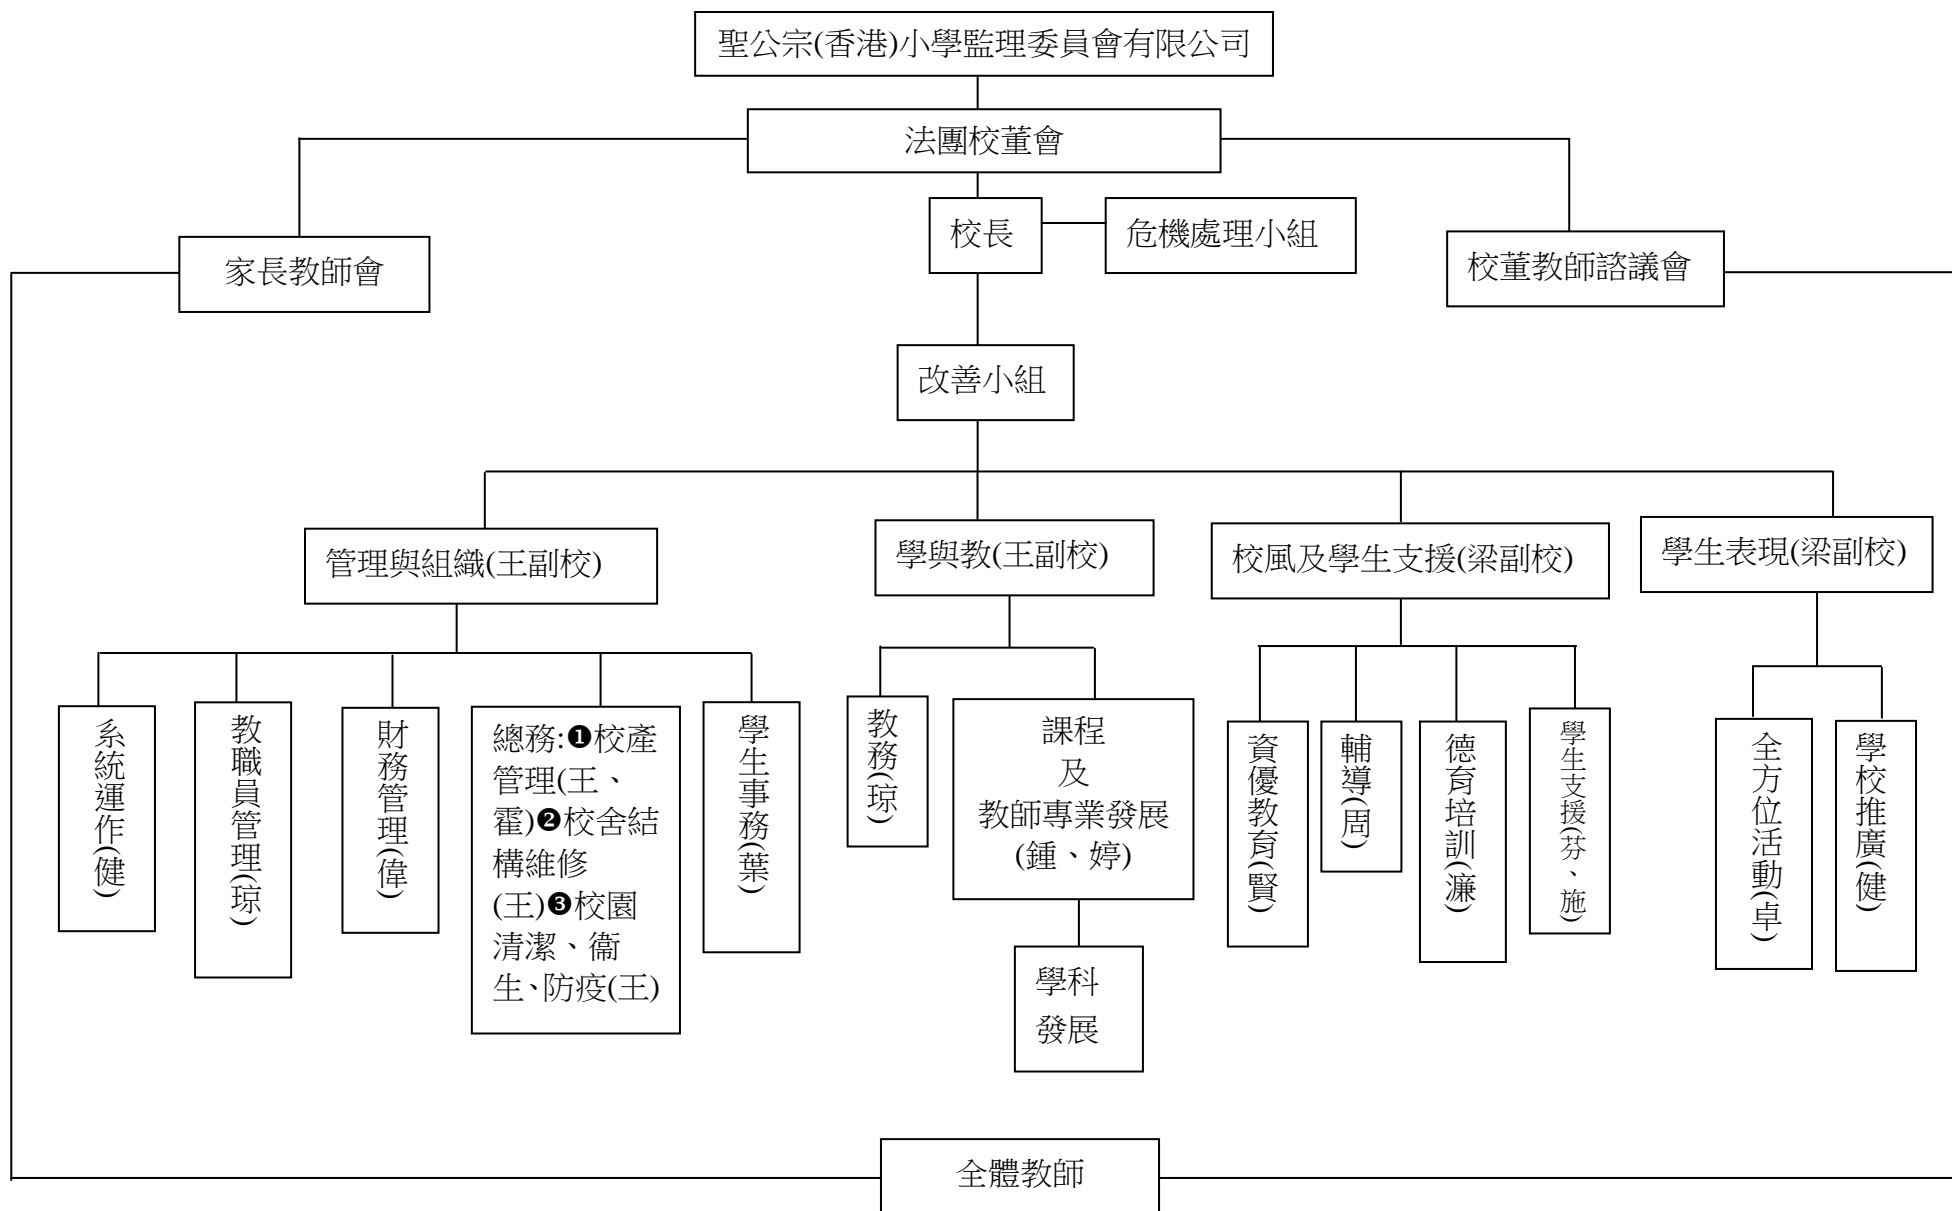 聖公宗(香港)小學監理委員會有限公司
法團校董會
校長
危機處理小組
家長教師會
校董教師諮議會
改善小組
管理與組織(王副校)
學與教(王副校)
校風及學生支援(梁副校)
學生表現(梁副校)
系統運作(健)
教職員管理(琼)
財務管理(偉)
總務:❶校產
管理(王、
霍)❷校舍結
構維修
(王)❸校園
清潔、衞
生、防疫(王)
學生事務(葉)
教務(琼)
課程
及
教師專業發展
(鍾、婷)
學科
發展
資優教育(賢)
輔導(周)
德育培訓(濂)
學生支援(芬、施)
全方位活動(卓)
學校推廣(健)
全體教師